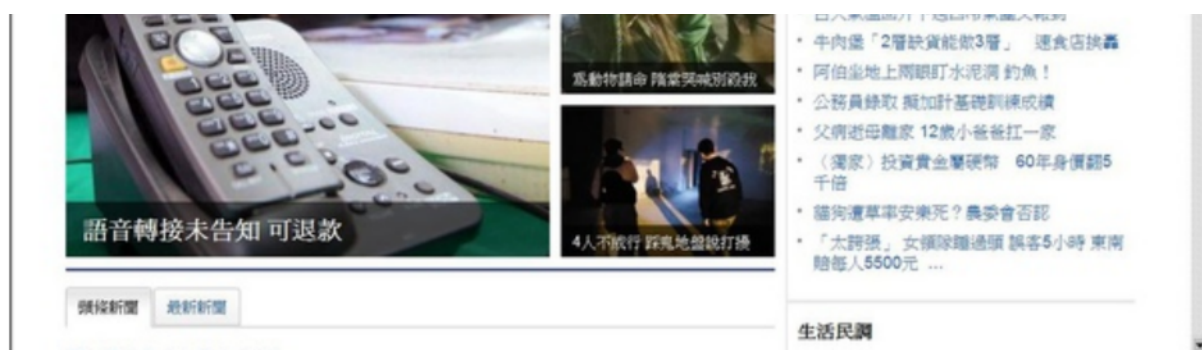 語音轉接未告知 可退款
為動物請命 隋棠哭喊別殺我
4人不成行 踩鬼地盤說打擾
牛肉堡「2層缺貨能做3層」 速食店挨轟
阿伯坐地上兩眼盯水泥洞 釣魚！
公務員錄取 擬加計基礎訓練成績
父病逝母離家 12歲小爸爸扛一家
（獨家）投資貴金屬硬幣 60年身價翻5
千倍
貓狗遭草率安樂死？農委會否認
「太誇張」 女領隊離過頭 誤客5小時 東南
賠每人5500元 …
頭條新聞
最新新聞
生活民調